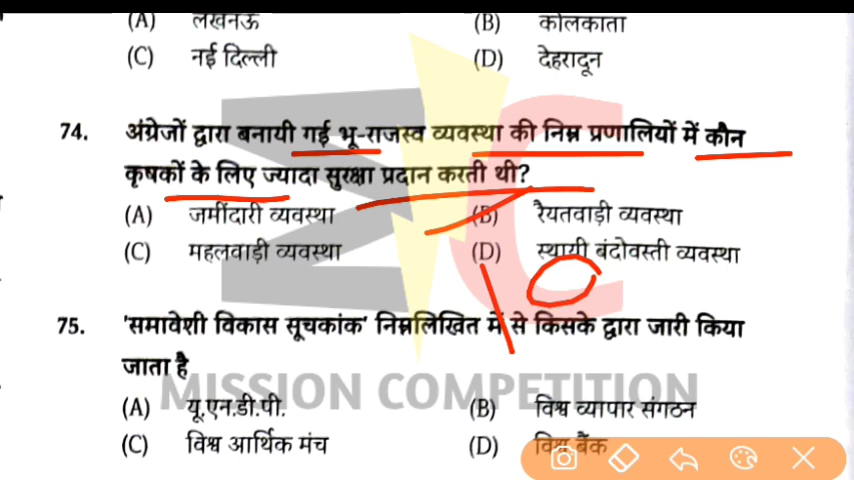 (A) लखनऊ (B) कोलकाता
(C) नई दिल्ली (D) देहरादून
74. अंग्रेजों द्वारा बनायी गई भू-राजस्व व्यवस्था की निम्न प्रणालियों में कौन
कृषकों के लिए ज्यादा सुरक्षा प्रदान करती थी?
(A) जमींदारी व्यवस्था (B) रैयतवाड़ी व्यवस्था
(C) महलवाड़ी व्यवस्था (D) स्थायी बंदोवस्ती व्यवस्था
75. 'समावेशी विकास सूचकांक' निम्नलिखित में से किसके द्वारा जारी किया
जाता है
MISSION COMPETITION
(A) यू.एन.डी.पी. (B) विश्व व्यापार संगठन
(C) विश्व आर्थिक मंच (D) विश्व बैंक